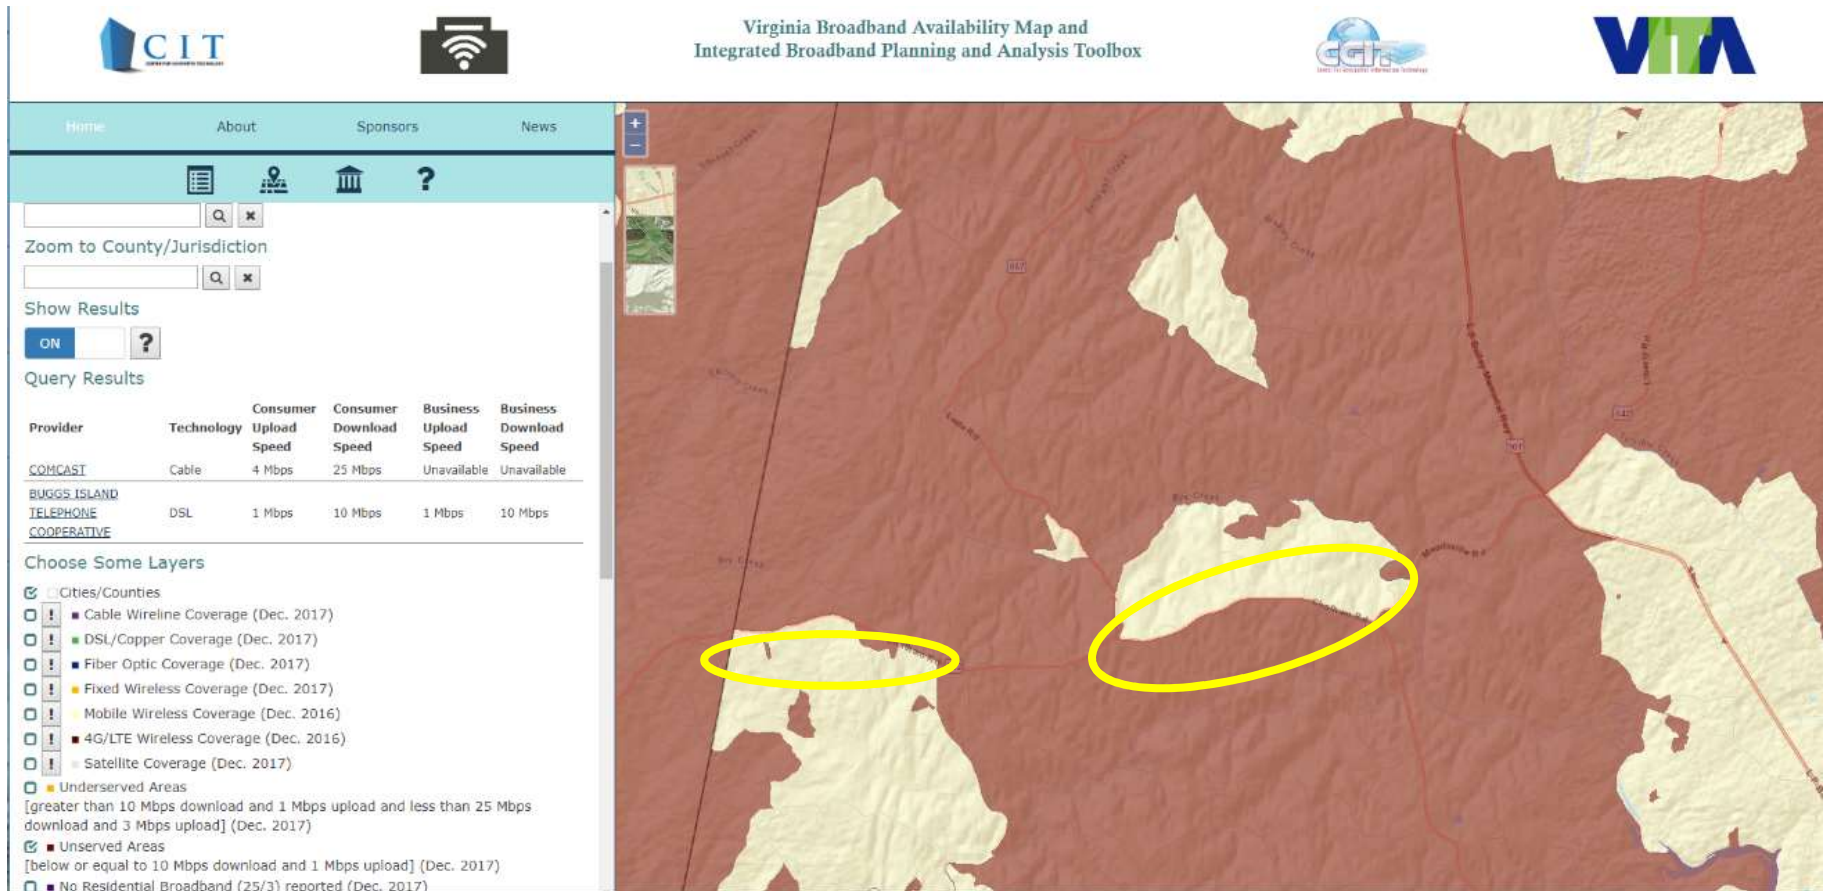 CIT
Virginia Broadband Availability Map and
Integrated Broadband Planning and Analysis Toolbox
CGIT
VITA
Home About Sponsors News
?
Zoom to County/Jurisdiction
Show Results
ON ?
Query Results
Provider Technology Consumer Upload Speed Consumer Download Speed Business Upload Speed Business Download Speed
COMCAST Cable 4 Mbps 25 Mbps Unavailable Unavailable
BUGGS ISLAND
TELEPHONE DSL 1 Mbps 10 Mbps 1 Mbps 10 Mbps
COOPERATIVE
Choose Some Layers
Cities/Counties
! Cable Wireline Coverage (Dec. 2017)
! DSL/Copper Coverage (Dec. 2017)
! Fiber Optic Coverage (Dec. 2017)
! Fixed Wireless Coverage (Dec. 2017)
! Mobile Wireless Coverage (Dec. 2016)
! 4G/LTE Wireless Coverage (Dec. 2016)
! Satellite Coverage (Dec. 2017)
Underserved Areas
[greater than 10 Mbps download and 1 Mbps upload and less than 25 Mbps
download and 3 Mbps upload] (Dec. 2017)
Unserved Areas
[below or equal to 10 Mbps download and 1 Mbps upload] (Dec. 2017)
No Residential Broadband (25/3) reported (Dec. 2017)
+
−
L P Bailey Memorial Hwy
501